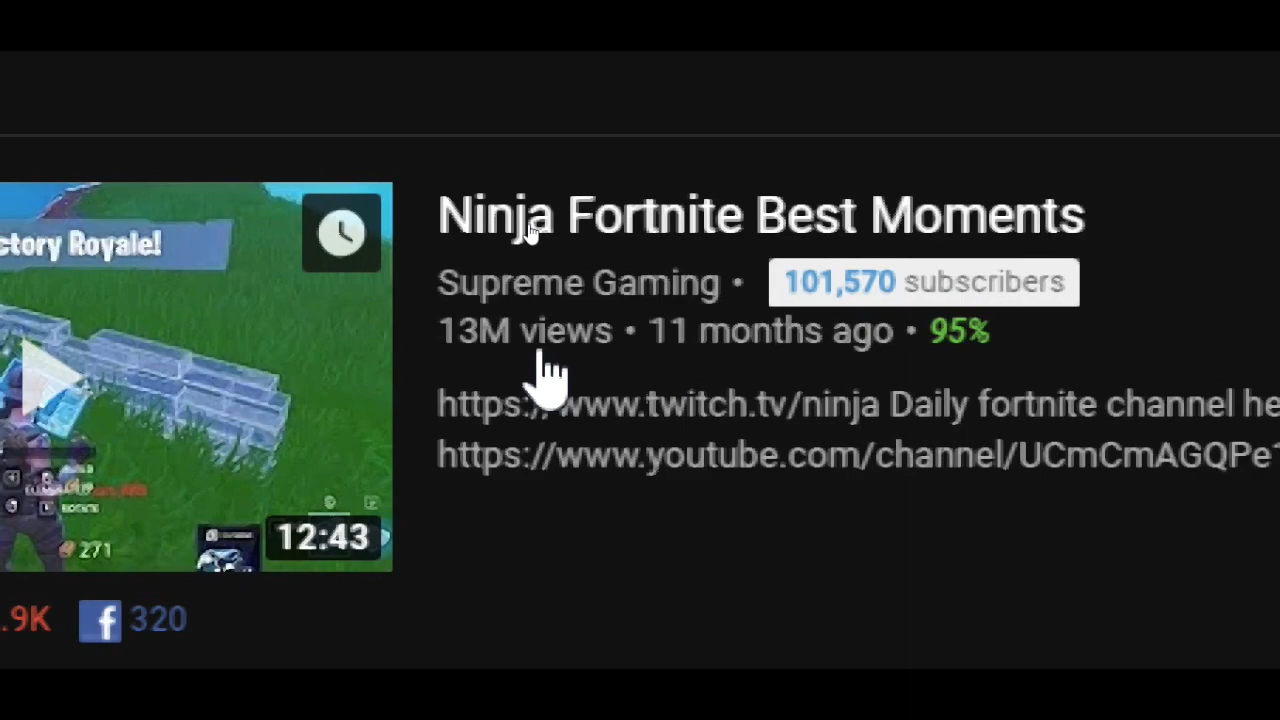 Ninja Fortnite Best Moments
Supreme Gaming • 101,570 subscribers
13M views • 11 months ago • 95%
https://www.twitch.tv/ninja Daily fortnite channel he
https://www.youtube.com/channel/UCmCmAGQPe
ctory Royale!
ROTATE
271
12:43
.9K f 320